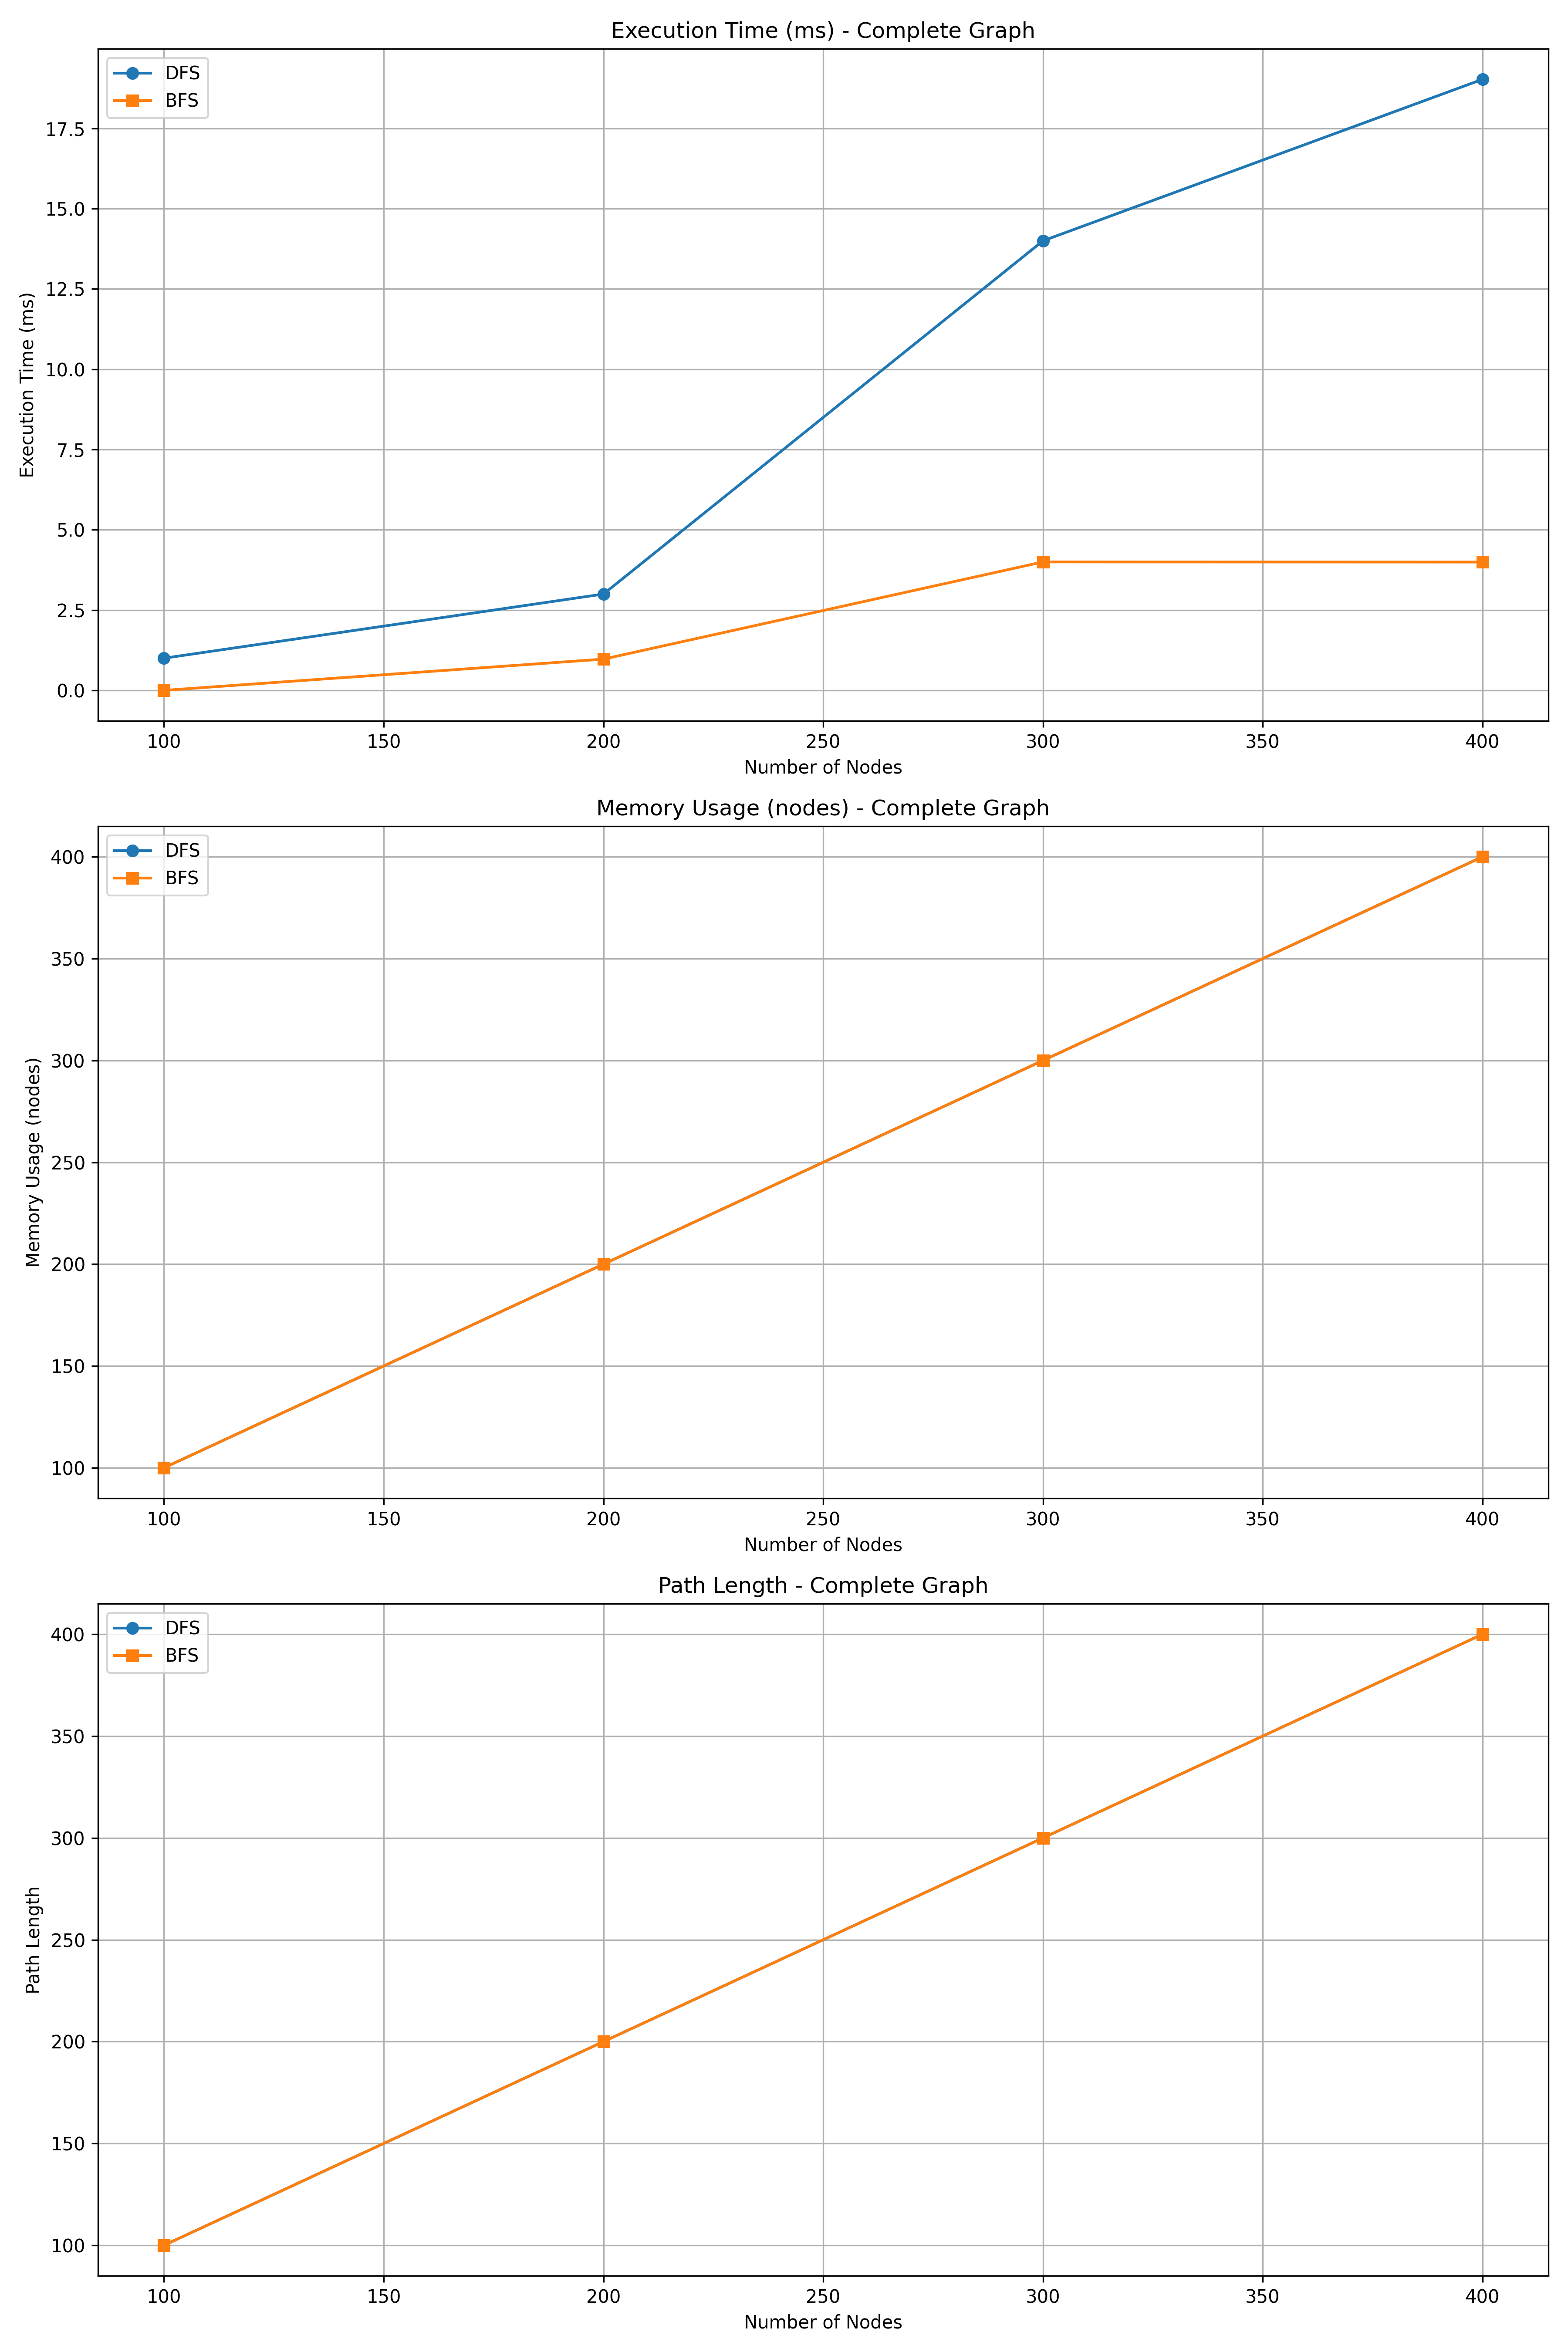 Execution Time (ms) - Complete Graph
DFS
BFS
17.5
15.0
12.5
10.0
7.5
5.0
2.5
0.0
Execution Time (ms)
100 150 200 250 300 350 400
Number of Nodes
Memory Usage (nodes) - Complete Graph
DFS
BFS
400
350
300
250
200
150
100
Memory Usage (nodes)
100 150 200 250 300 350 400
Number of Nodes
Path Length - Complete Graph
DFS
BFS
400
350
300
250
200
150
100
Path Length
100 150 200 250 300 350 400
Number of Nodes